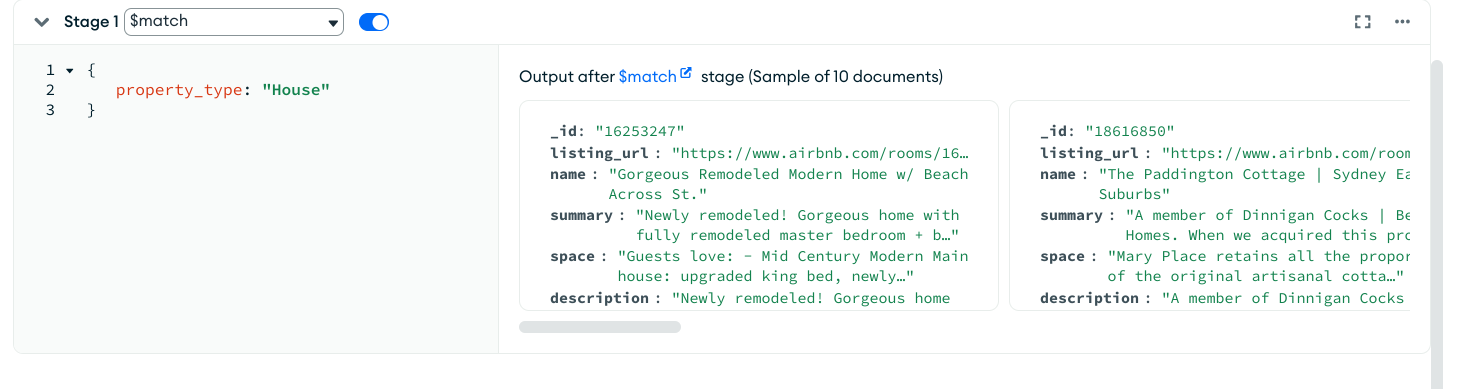 Stage 1 $match
1 {
2 property_type: "House"
3 }
Output after $match stage (Sample of 10 documents)
_id: "16253247"
listing_url : "https://www.airbnb.com/rooms/16…
name : "Gorgeous Remodeled Modern Home w/ Beach
Across St."
summary : "Newly remodeled! Gorgeous home with
fully remodeled master bedroom + b…"
space : "Guests love: - Mid Century Modern Main
house: upgraded king bed, newly…"
description : "Newly remodeled! Gorgeous home
_id: "18616850"
listing_url : "https://www.airbnb.com/room
name : "The Paddington Cottage | Sydney Ea
Suburbs"
summary : "A member of Dinnigan Cocks | Be
Homes. When we acquired this pro
space : "Mary Place retains all the propor
of the original artisanal cotta…"
description : "A member of Dinnigan Cocks